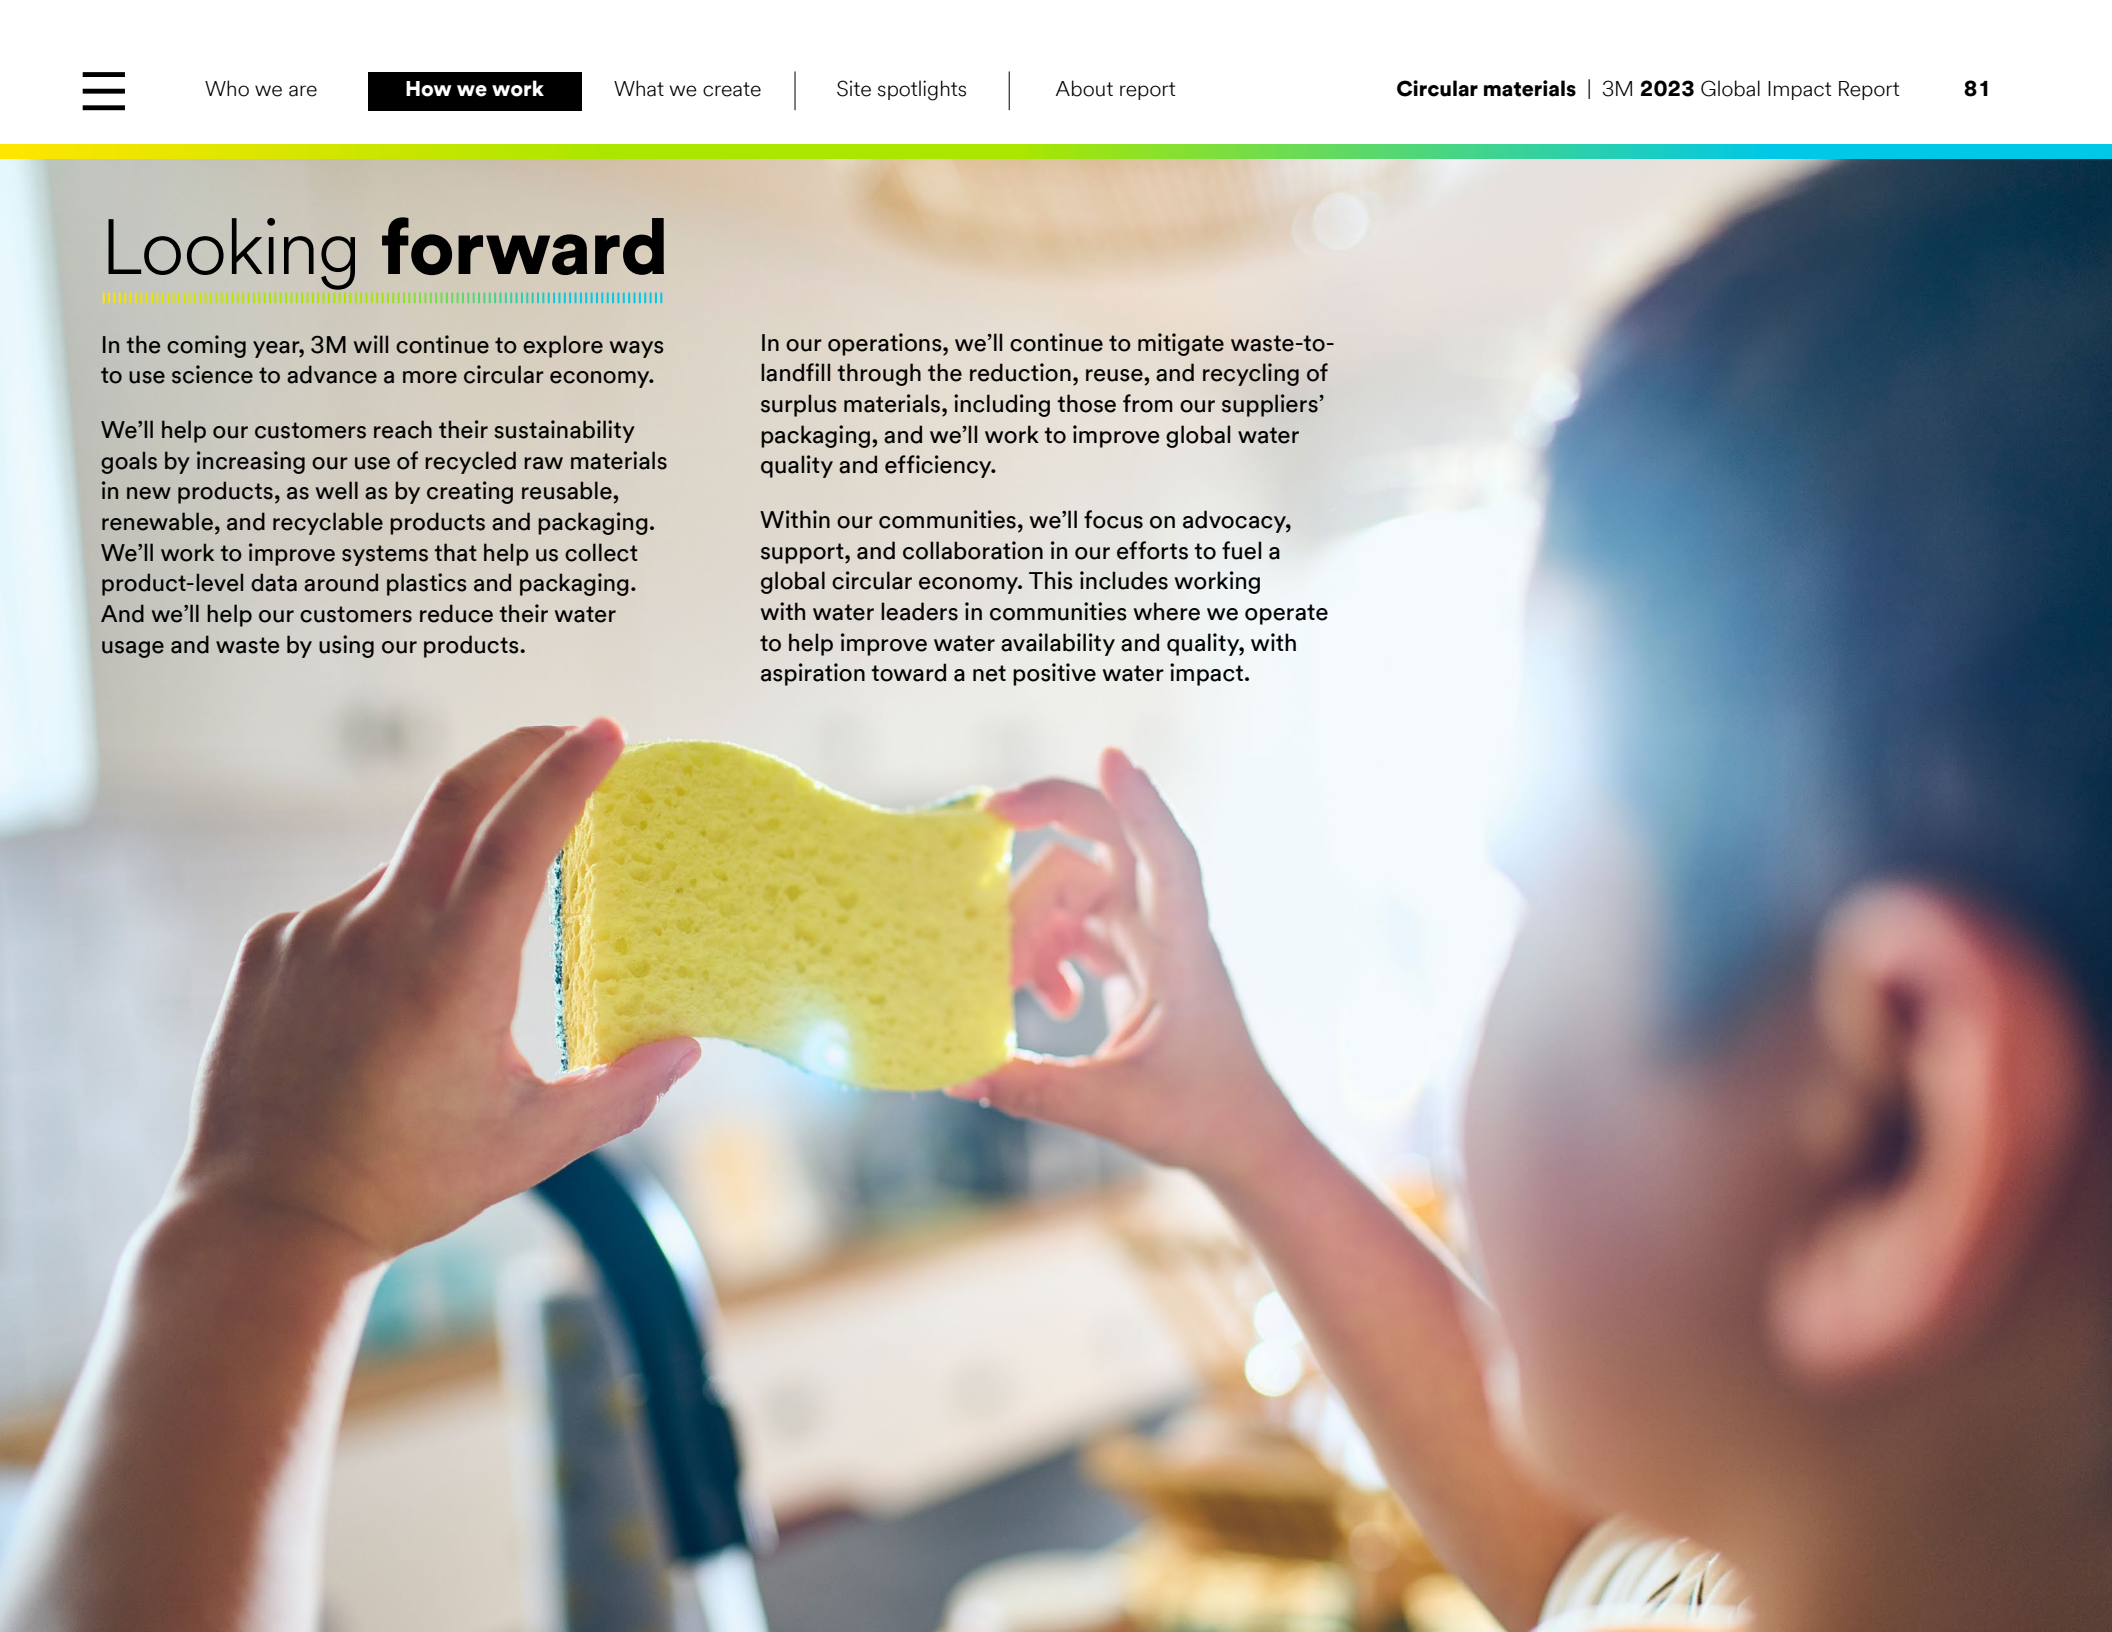 Who we are
How we work
What we create
Site spotlights
About report
Circular materials | 3M 2023 Global Impact Report 81
Looking forward
In the coming year, 3M will continue to explore ways
to use science to advance a more circular economy.
We’ll help our customers reach their sustainability
goals by increasing our use of recycled raw materials
in new products, as well as by creating reusable,
renewable, and recyclable products and packaging.
We’ll work to improve systems that help us collect
product-level data around plastics and packaging.
And we’ll help our customers reduce their water
usage and waste by using our products.
In our operations, we’ll continue to mitigate waste-to-
landfill through the reduction, reuse, and recycling of
surplus materials, including those from our suppliers’
packaging, and we’ll work to improve global water
quality and efficiency.
Within our communities, we’ll focus on advocacy,
support, and collaboration in our efforts to fuel a
global circular economy. This includes working
with water leaders in communities where we operate
to help improve water availability and quality, with
aspiration toward a net positive water impact.